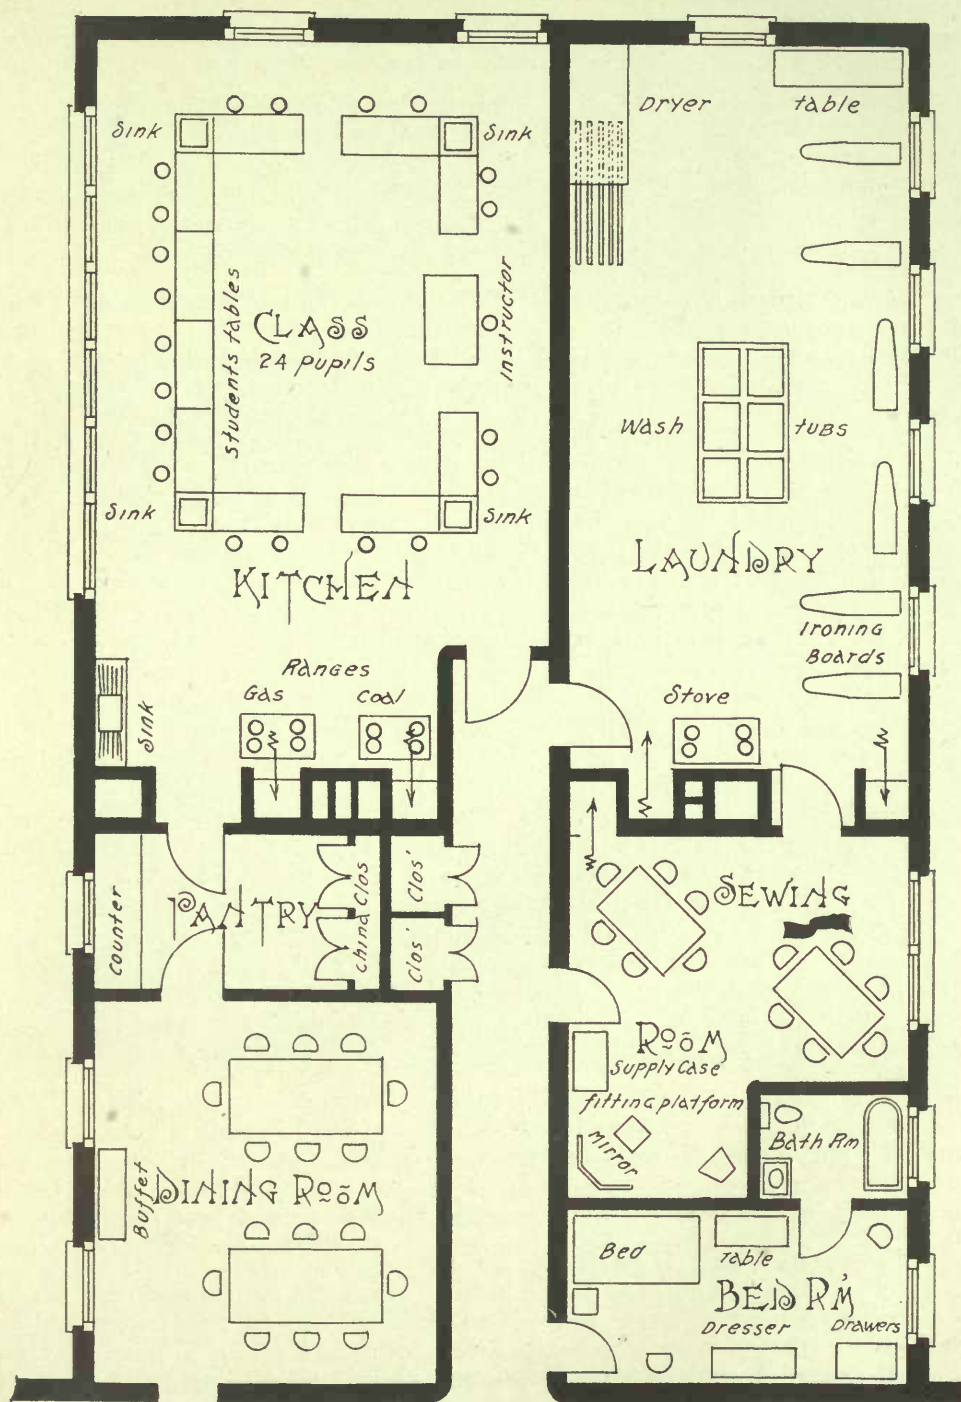 Sink
Sink
Dryer
table
students tables
CLASS
24 pupils
Instructor
Wash
tubs
Sink
Sink
KITCHEN
LAUNDRY
Ironing
Boards
Ranges
Gas
Coal
Sink
Stove
counter
PANTRY
china Clos
Clos'
Clos'
SEWING
ROOM
Supply Case
fitting platform
Mirror
Bath Rm
Buffet
DINING ROOM
Bed
Table
BED R'M
Dresser
Drawers